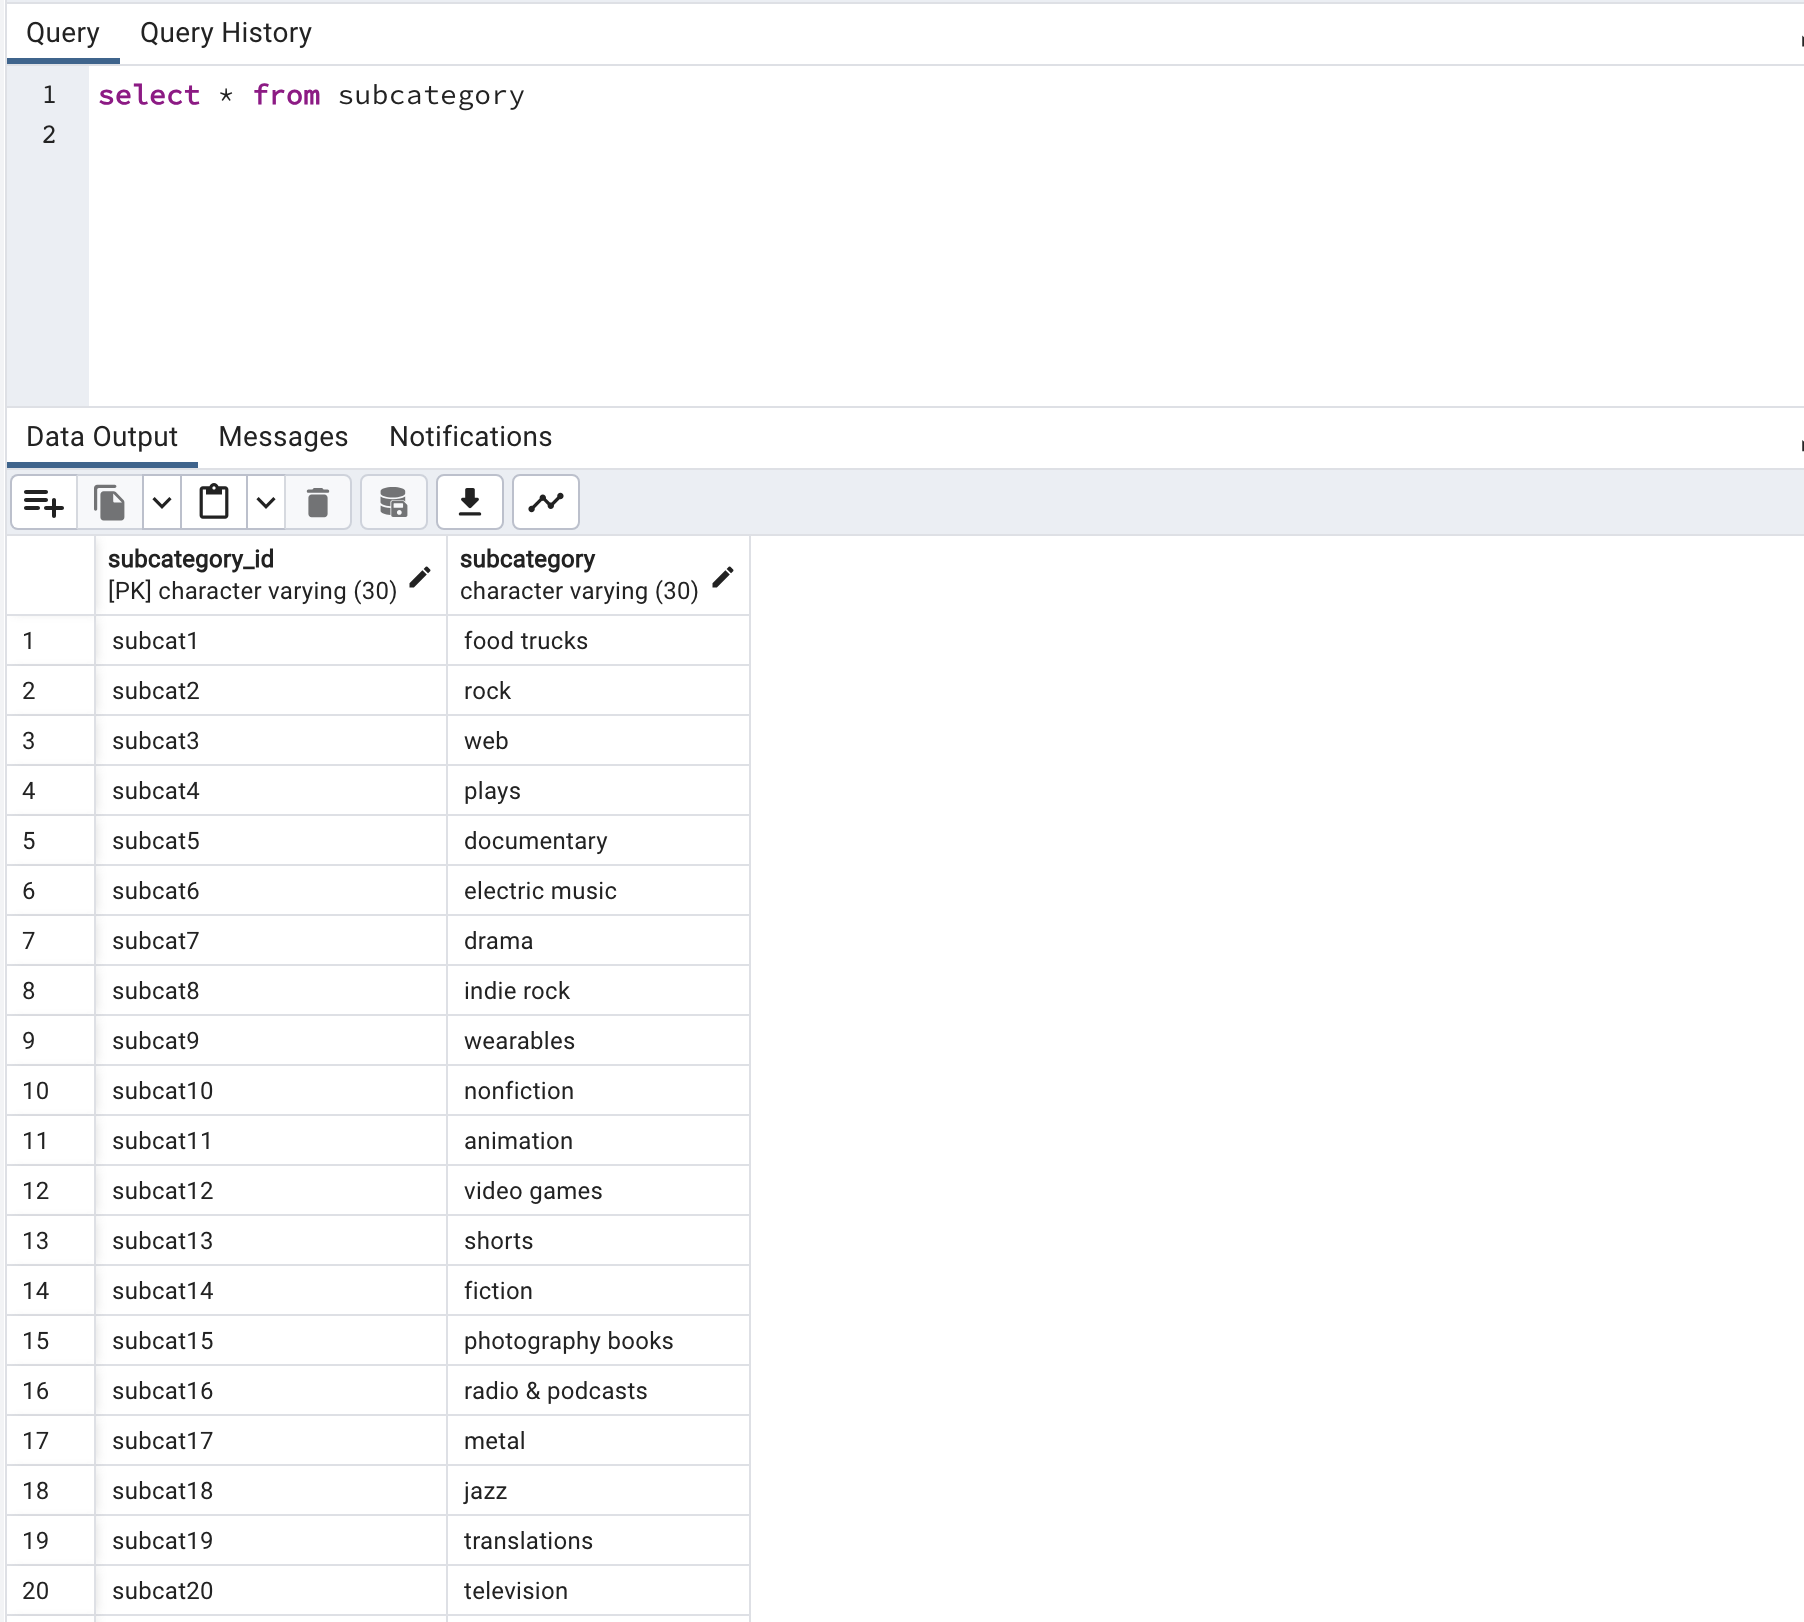 Query Query History
1 select * from subcategory
2
Data Output Messages Notifications
subcategory_id subcategory
[PK] character varying (30) character varying (30)
1 subcat1 food trucks
2 subcat2 rock
3 subcat3 web
4 subcat4 plays
5 subcat5 documentary
6 subcat6 electric music
7 subcat7 drama
8 subcat8 indie rock
9 subcat9 wearables
10 subcat10 nonfiction
11 subcat11 animation
12 subcat12 video games
13 subcat13 shorts
14 subcat14 fiction
15 subcat15 photography books
16 subcat16 radio & podcasts
17 subcat17 metal
18 subcat18 jazz
19 subcat19 translations
20 subcat20 television